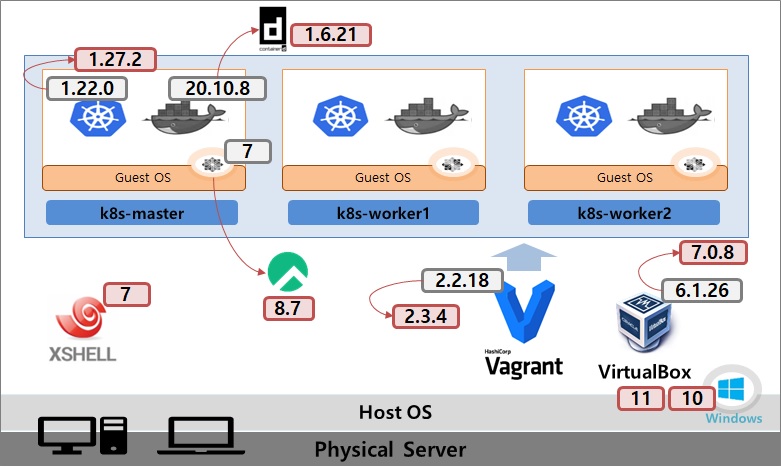 d
container
1.6.21
1.27.2
1.22.0
20.10.8
7
Guest OS
Guest OS
Guest OS
k8s-master
k8s-worker1
k8s-worker2
7.0.8
7
8.7
2.2.18
6.1.26
2.3.4
XSHELL
HashiCorp
Vagrant
VirtualBox
11
10
Windows
Host OS
Physical Server